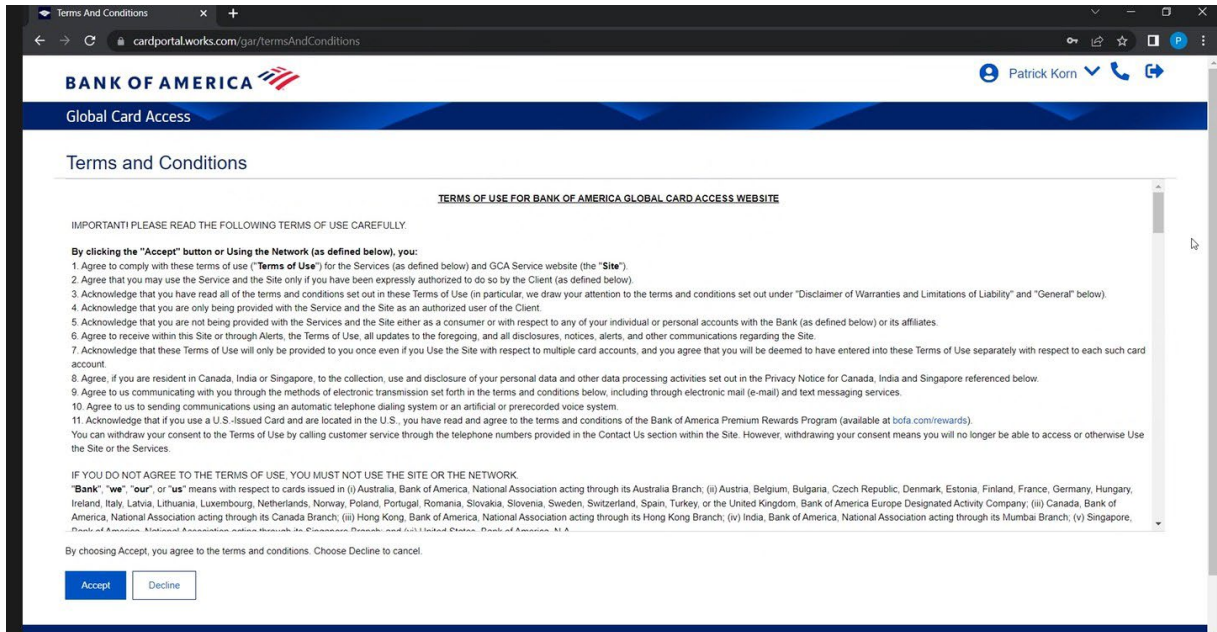 Terms And Conditions
cardportal.works.com/gar/termsAndConditions
P
BANK OF AMERICA
Patrick Korn
Global Card Access
Terms and Conditions
TERMS OF USE FOR BANK OF AMERICA GLOBAL CARD ACCESS WEBSITE
IMPORTANT! PLEASE READ THE FOLLOWING TERMS OF USE CAREFULLY.
By clicking the "Accept" button or Using the Network (as defined below), you:
1. Agree to comply with these terms of use ("Terms of Use") for the Services (as defined below) and GCA Service website (the "Site").
2. Agree that you may use the Service and the Site only if you have been expressly authorized to do so by the Client (as defined below).
3. Acknowledge that you have read all of the terms and conditions set out in these Terms of Use (in particular, we draw your attention to the terms and conditions set out under "Disclaimer of Warranties and Limitations of Liability" and "General" below).
4. Acknowledge that you are only being provided with the Service and the Site as an authorized user of the Client.
5. Acknowledge that you are not being provided with the Services and the Site either as a consumer or with respect to any of your individual or personal accounts with the Bank (as defined below) or its affiliates.
6. Agree to receive within this Site or through Alerts, the Terms of Use, all updates to the foregoing, and all disclosures, notices, alerts, and other communications regarding the Site.
7. Acknowledge that these Terms of Use will only be provided to you once even if you Use the Site with respect to multiple card accounts, and you agree that you will be deemed to have entered into these Terms of Use separately with respect to each such card
account.
8. Agree, if you are resident in Canada, India or Singapore, to the collection, use and disclosure of your personal data and other data processing activities set out in the Privacy Notice for Canada, India and Singapore referenced below.
9. Agree to us communicating with you through the methods of electronic transmission set forth in the terms and conditions below, including through electronic mail (e-mail) and text messaging services.
10. Agree to us to sending communications using an automatic telephone dialing system or an artificial or prerecorded voice system.
11. Acknowledge that if you use a U.S.-Issued Card and are located in the U.S., you have read and agree to the terms and conditions of the Bank of America Premium Rewards Program (available at bofa.com/rewards).
You can withdraw your consent to the Terms of Use by calling customer service through the telephone numbers provided in the Contact Us section within the Site. However, withdrawing your consent means you will no longer be able to access or otherwise Use
the Site or the Services.
IF YOU DO NOT AGREE TO THE TERMS OF USE, YOU MUST NOT USE THE SITE OR THE NETWORK.
"Bank", "we", "our", or "us" means with respect to cards issued in (i) Australia, Bank of America, National Association acting through its Australia Branch; (ii) Austria, Belgium, Bulgaria, Czech Republic, Denmark, Estonia, Finland, France, Germany, Hungary,
Ireland, Italy, Latvia, Lithuania, Luxembourg, Netherlands, Norway, Poland, Portugal, Romania, Slovakia, Slovenia, Sweden, Switzerland, Spain, Turkey, or the United Kingdom, Bank of America Europe Designated Activity Company; (iii) Canada, Bank of
America, National Association acting through its Canada Branch; (iii) Hong Kong, Bank of America, National Association acting through its Hong Kong Branch; (iv) India, Bank of America, National Association acting through its Mumbai Branch; (v) Singapore,
Bank of America, National Association acting through its Singapore Branch; and (vi) United States, Bank of America, N.A.
By choosing Accept, you agree to the terms and conditions. Choose Decline to cancel.
Accept
Decline